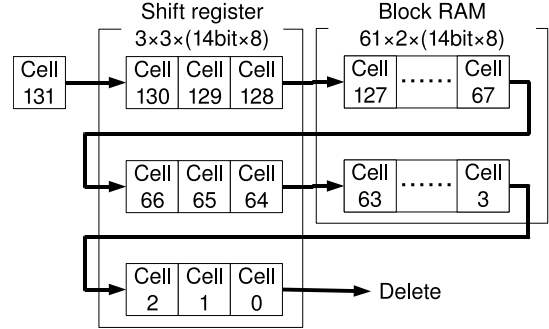 Shift register
3×3×(14bit×8)
Block RAM
61×2×(14bit×8)
Cell 131
Cell 130
Cell 129
Cell 128
Cell 127
······
Cell 67
Cell 66
Cell 65
Cell 64
Cell 63
······
Cell 3
Cell 2
Cell 1
Cell 0
Delete